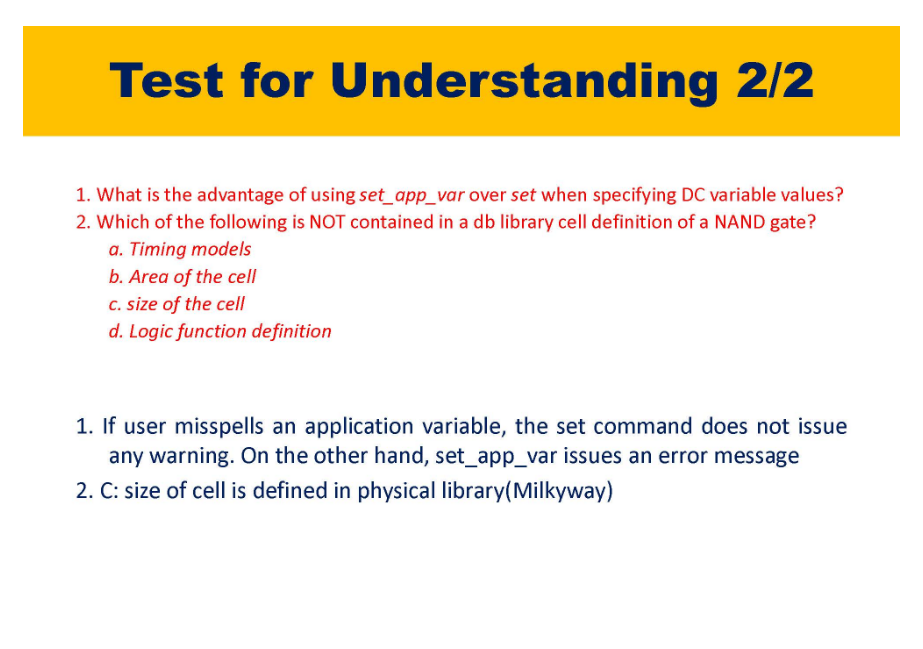 Test for Understanding 2/2
1. What is the advantage of using set_app_var over set when specifying DC variable values?
2. Which of the following is NOT contained in a db library cell definition of a NAND gate?
a. Timing models
b. Area of the cell
c. size of the cell
d. Logic function definition
1. If user misspells an application variable, the set command does not issue
any warning. On the other hand, set_app_var issues an error message
2. C: size of cell is defined in physical library(Milkyway)